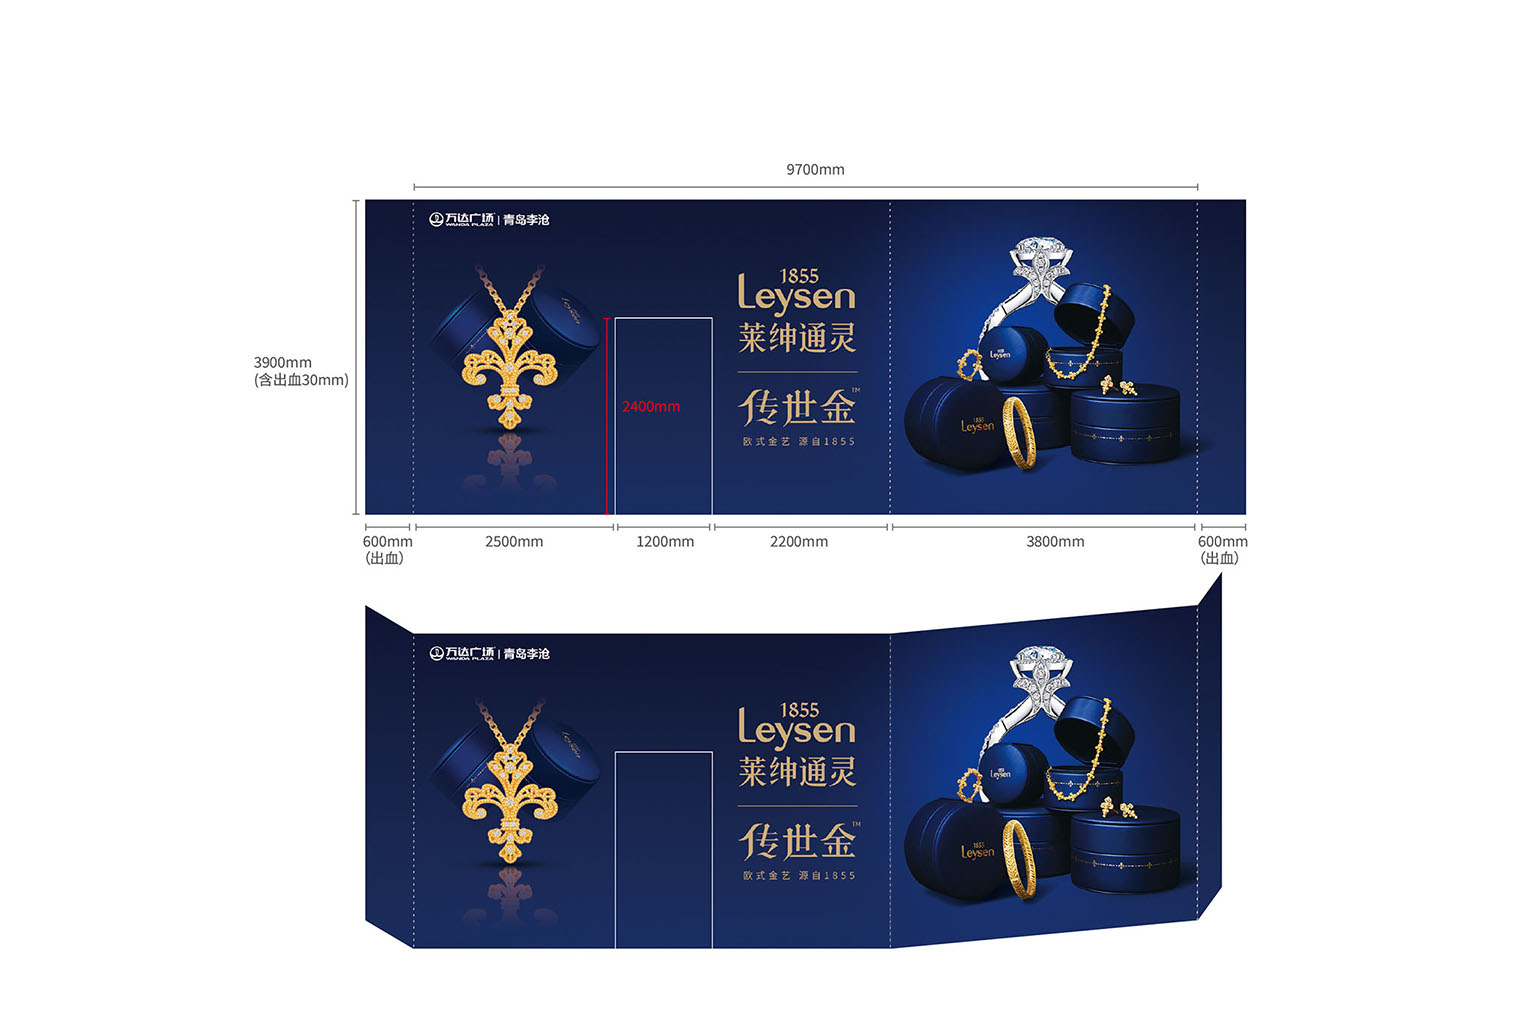 9700mm
万达广场 | 青岛李沧
WANDA PLAZA
Leysen
1855
Leysen
莱绅通灵
传世金™
欧式金艺 源自1855
1855
Leysen
1855
Leysen
3900mm
(含出血30mm)
2400mm
600mm
(出血)
2500mm
1200mm
2200mm
3800mm
600mm
(出血)
万达广场 | 青岛李沧
WANDA PLAZA
Leysen
1855
Leysen
莱绅通灵
传世金™
欧式金艺 源自1855
Leysen
1855
Leysen